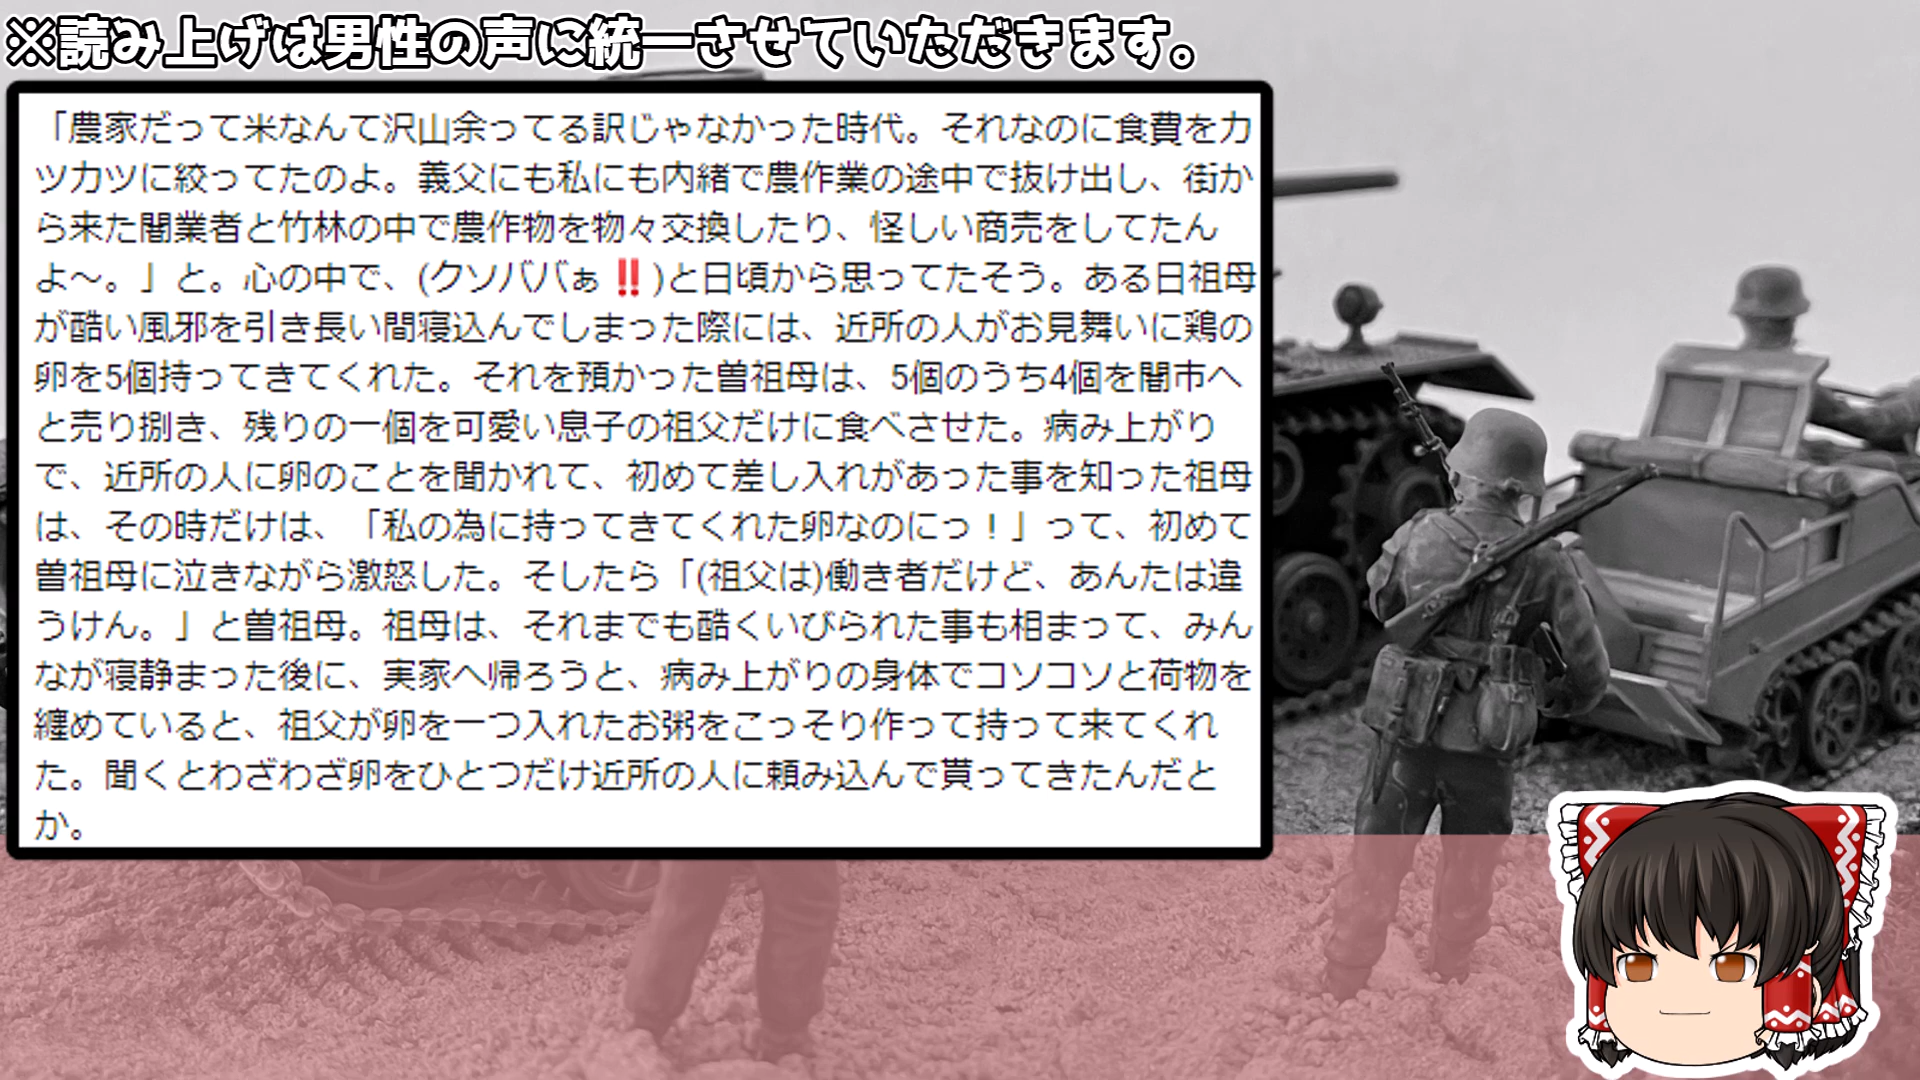 ※読み上げは男性の声に統一させていただきます。
「農家だって米なんて沢山余ってる訳じゃなかった時代。それなのに食費をカ
ツカツに絞ってたのよ。義父にも私にも内緒で農作業の途中で抜け出し、街か
ら来た闇業者と竹林の中で農作物を物々交換したり、怪しい商売をしてたん
よ〜。」と。心の中で、(クソババぁ‼️)と日頃から思ってたそう。ある日祖母
が酷い風邪を引き長い間寝込んでしまった際には、近所の人がお見舞いに鶏の
卵を5個持ってきてくれた。それを預かった曽祖母は、5個のうち4個を闇市へ
と売り捌き、残りの一個を可愛い息子の祖父だけに食べさせた。病み上がり
で、近所の人に卵のことを聞かれて、初めて差し入れがあった事を知った祖母
は、その時だけは、「私の為に持ってきてくれた卵なのにっ！」って、初めて
曽祖母に泣きながら激怒した。そしたら「(祖父は)働き者だけど、あんたは違
うけん。」と曽祖母。祖母は、それまでも酷くいびられた事も相まって、みん
なが寝静まった後に、実家へ帰ろうと、病み上がりの身体でコソコソと荷物を
纏めていると、祖父が卵を一つ入れたお粥をこっそり作って持って来てくれ
た。聞くとわざわざ卵をひとつだけ近所の人に頼み込んで貰ってきたんだと
か。